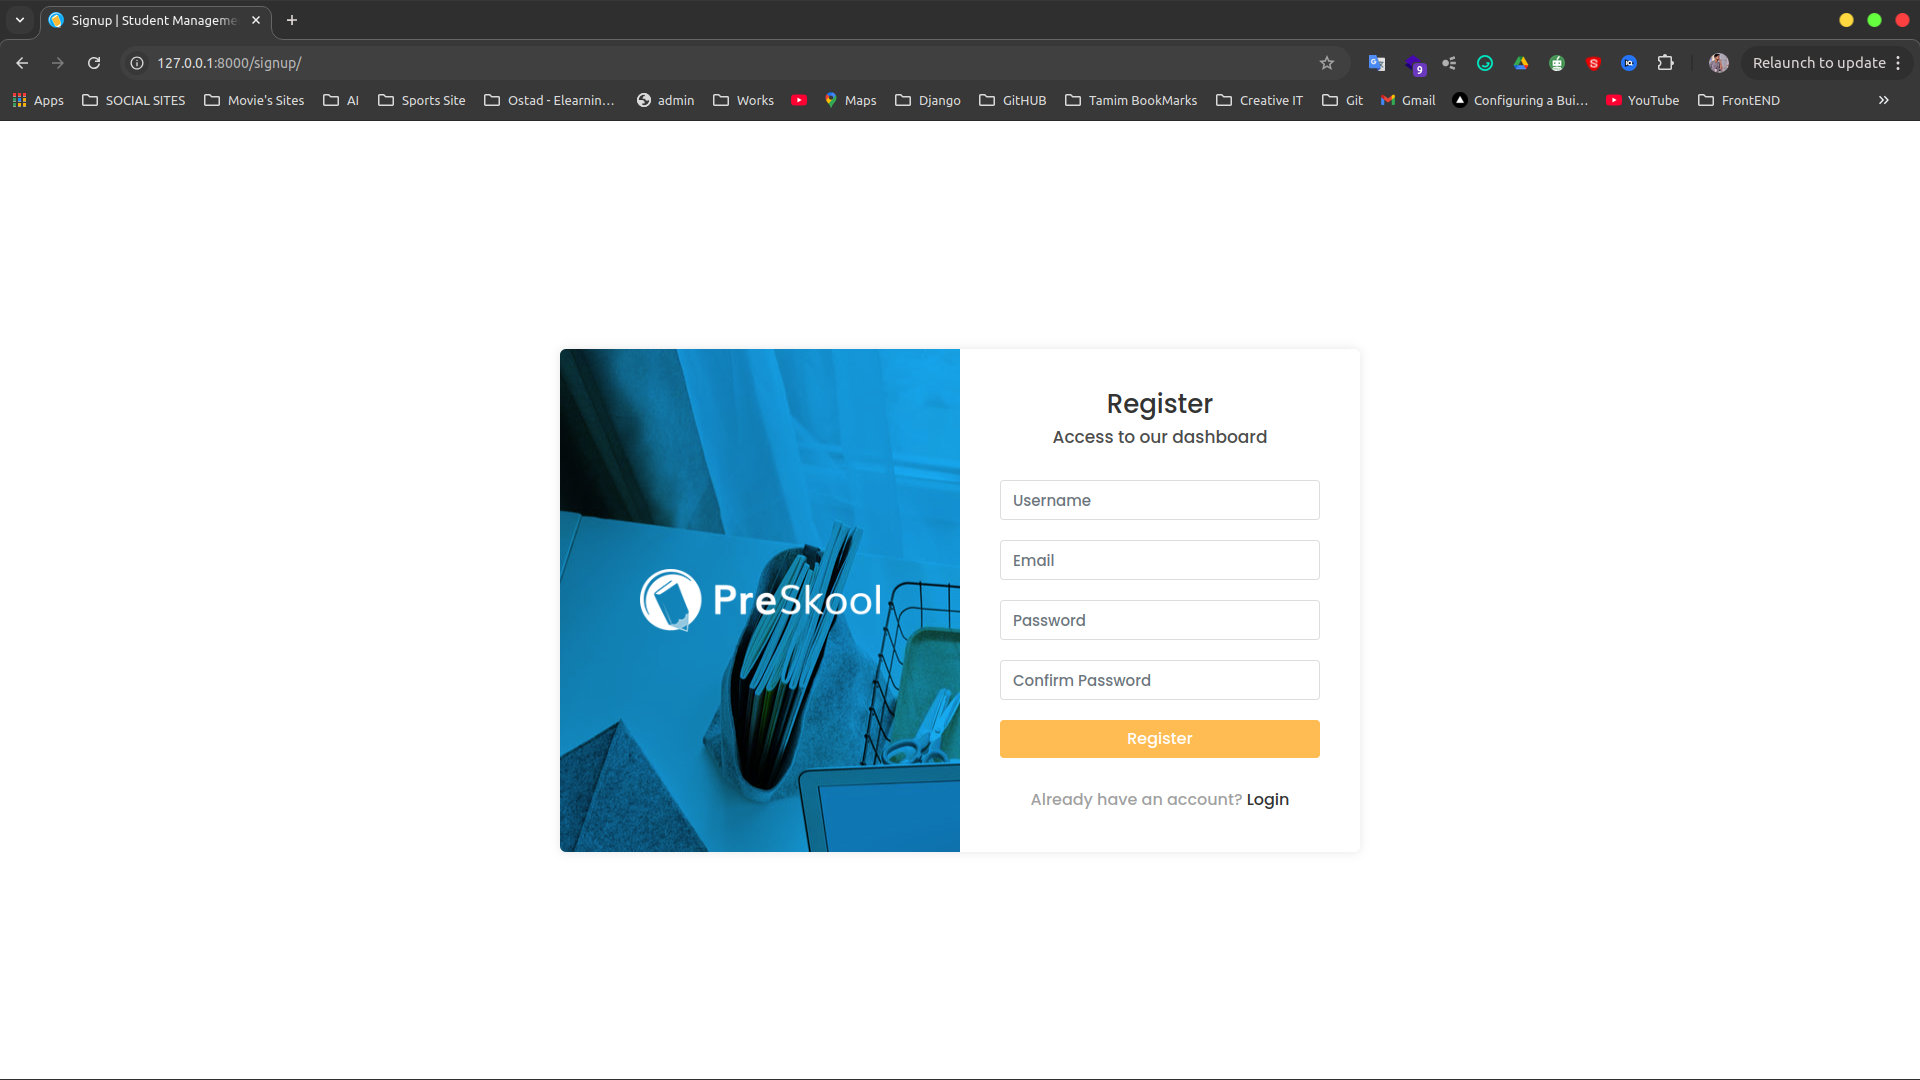 Signup | Student Manageme
127.0.0.1:8000/signup/
9
S
Relaunch to update
Apps
SOCIAL SITES
Movie's Sites
AI
Sports Site
Ostad - Elearnin...
admin
Works
Maps
Django
GitHUB
Tamim BookMarks
Creative IT
Git
Gmail
Configuring a Bui...
YouTube
FrontEND
PreSkool
Register
Access to our dashboard
Username
Email
Password
Confirm Password
Register
Already have an account? Login